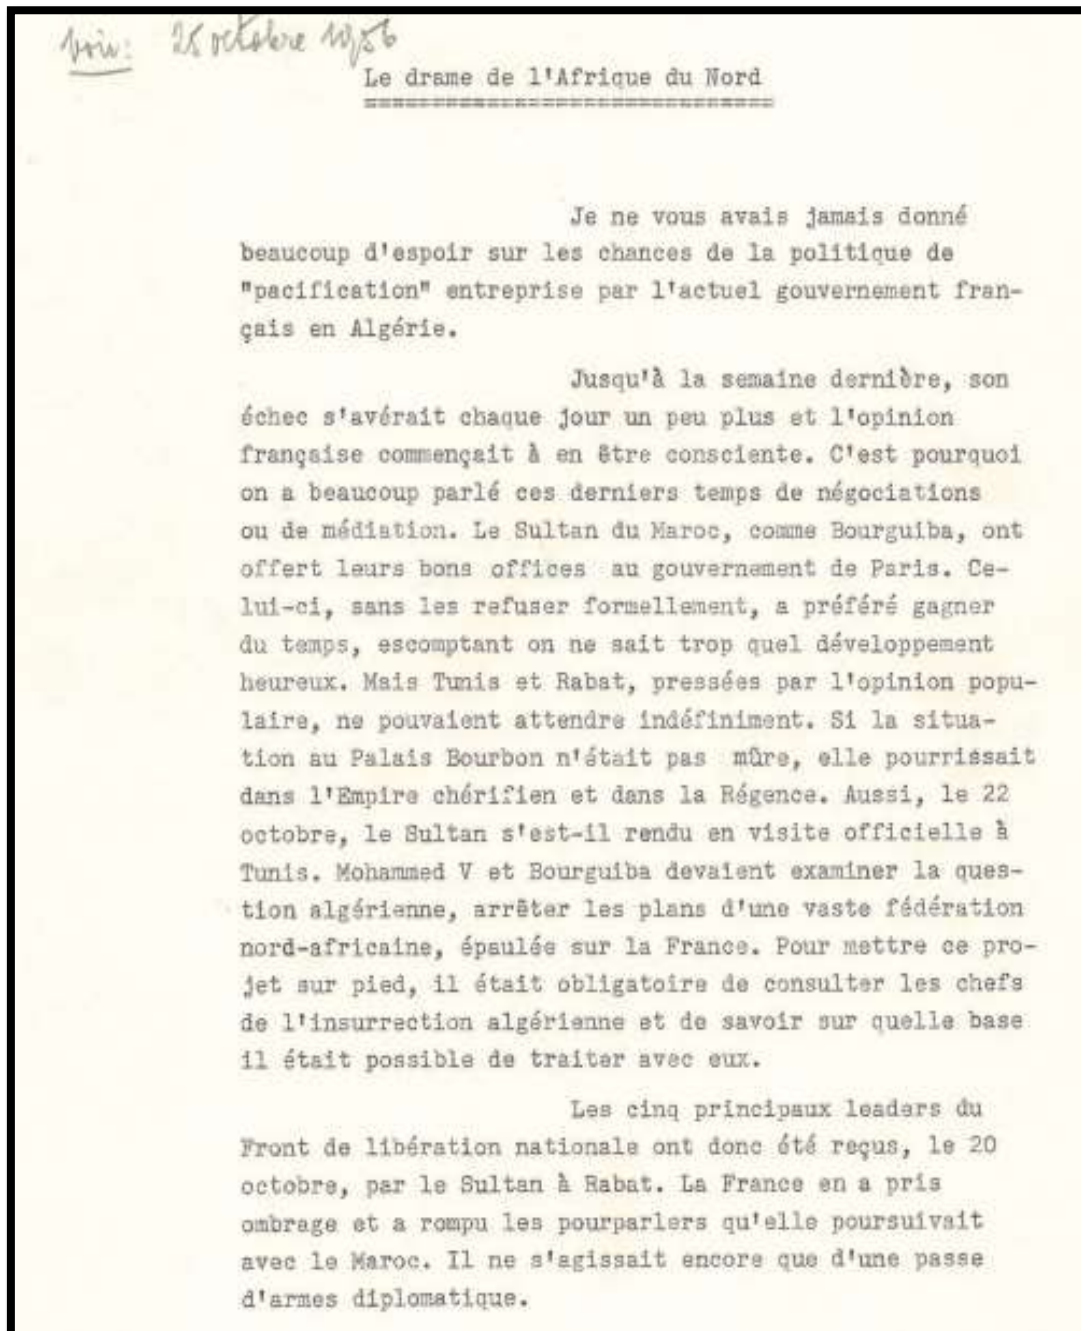 voir: 25 octobre 1956
Le drame de l'Afrique du Nord
==============================
Je ne vous avais jamais donné
beaucoup d'espoir sur les chances de la politique de
"pacification" entreprise par l'actuel gouvernement fran-
çais en Algérie.
Jusqu'à la semaine dernière, son
échec s'avérait chaque jour un peu plus et l'opinion
française commençait à en être consciente. C'est pourquoi
on a beaucoup parlé ces derniers temps de négociations
ou de médiation. Le Sultan du Maroc, comme Bourguiba, ont
offert leurs bons offices au gouvernement de Paris. Ce-
lui-ci, sans les refuser formellement, a préféré gagner
du temps, escomptant on ne sait trop quel développement
heureux. Mais Tunis et Rabat, pressées par l'opinion popu-
laire, ne pouvaient attendre indéfiniment. Si la situa-
tion au Palais Bourbon n'était pas mûre, elle pourrissait
dans l'Empire chérifien et dans la Régence. Aussi, le 22
octobre, le Sultan s'est-il rendu en visite officielle à
Tunis. Mohammed V et Bourguiba devaient examiner la ques-
tion algérienne, arrêter les plans d'une vaste fédération
nord-africaine, épaulée sur la France. Pour mettre ce pro-
jet sur pied, il était obligatoire de consulter les chefs
de l'insurrection algérienne et de savoir sur quelle base
il était possible de traiter avec eux.
Les cinq principaux leaders du
Front de libération nationale ont donc été reçus, le 20
octobre, par le Sultan à Rabat. La France en a pris
ombrage et a rompu les pourparlers qu'elle poursuivait
avec le Maroc. Il ne s'agissait encore que d'une passe
d'armes diplomatique.